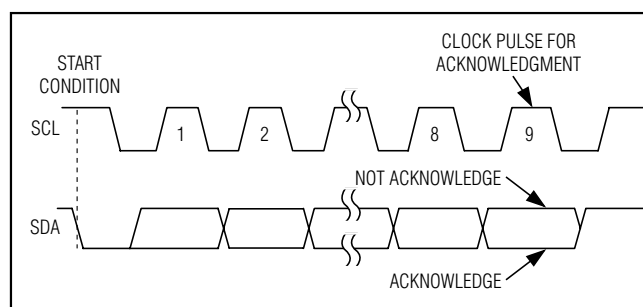 CLOCK PULSE FOR
ACKNOWLEDGMENT
START
CONDITION
SCL
1
2
8
9
NOT ACKNOWLEDGE
SDA
ACKNOWLEDGE